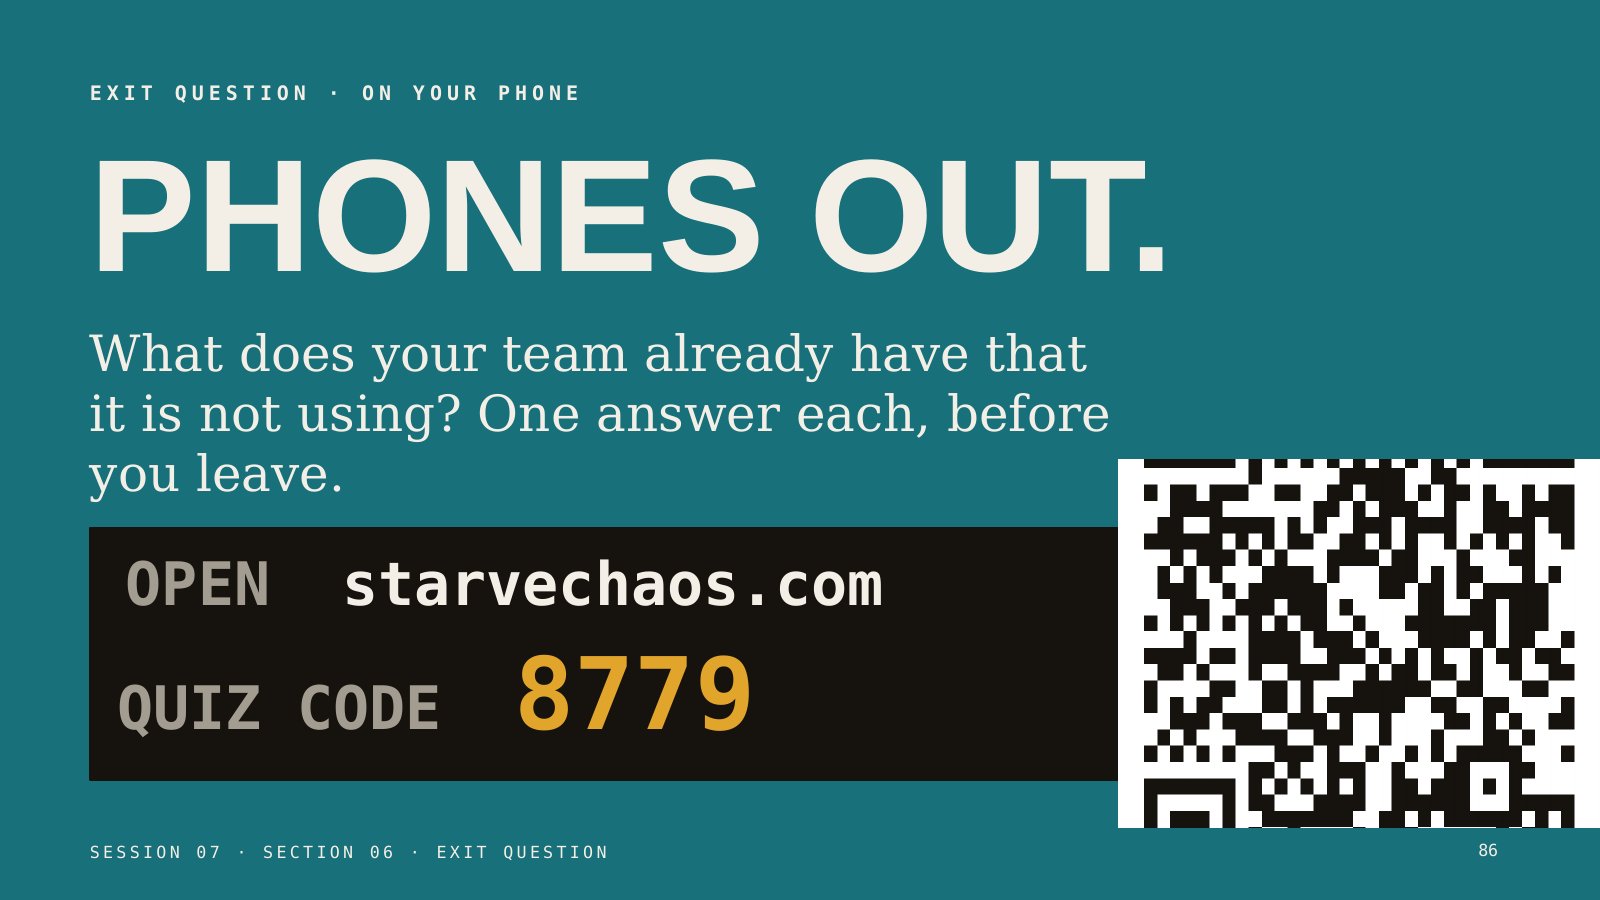 EXIT QUESTION · ON YOUR PHONE
PHONES OUT.
What does your team already have that
it is not using? One answer each, before
you leave.
OPEN starvechaos.com
QUIZ CODE 8779
SESSION 07 · SECTION 06 · EXIT QUESTION
86